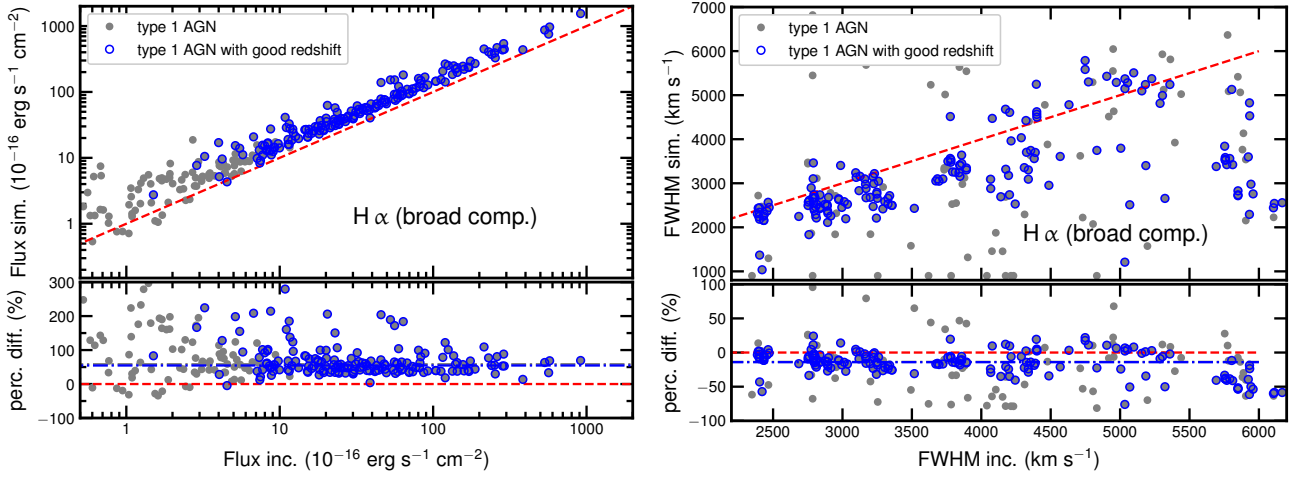 type 1 AGN
type 1 AGN with good redshift
1000
100
10
1
Flux sim. (10⁻¹⁶ erg s⁻¹ cm⁻²)
H α (broad comp.)
300
200
100
0
−100
perc. diff. (%)
1 10 100 1000
Flux inc. (10⁻¹⁶ erg s⁻¹ cm⁻²)
type 1 AGN
type 1 AGN with good redshift
7000
6000
5000
4000
3000
2000
1000
FWHM sim. (km s⁻¹)
H α (broad comp.)
100
50
0
−50
−100
perc. diff. (%)
2500 3000 3500 4000 4500 5000 5500 6000
FWHM inc. (km s⁻¹)